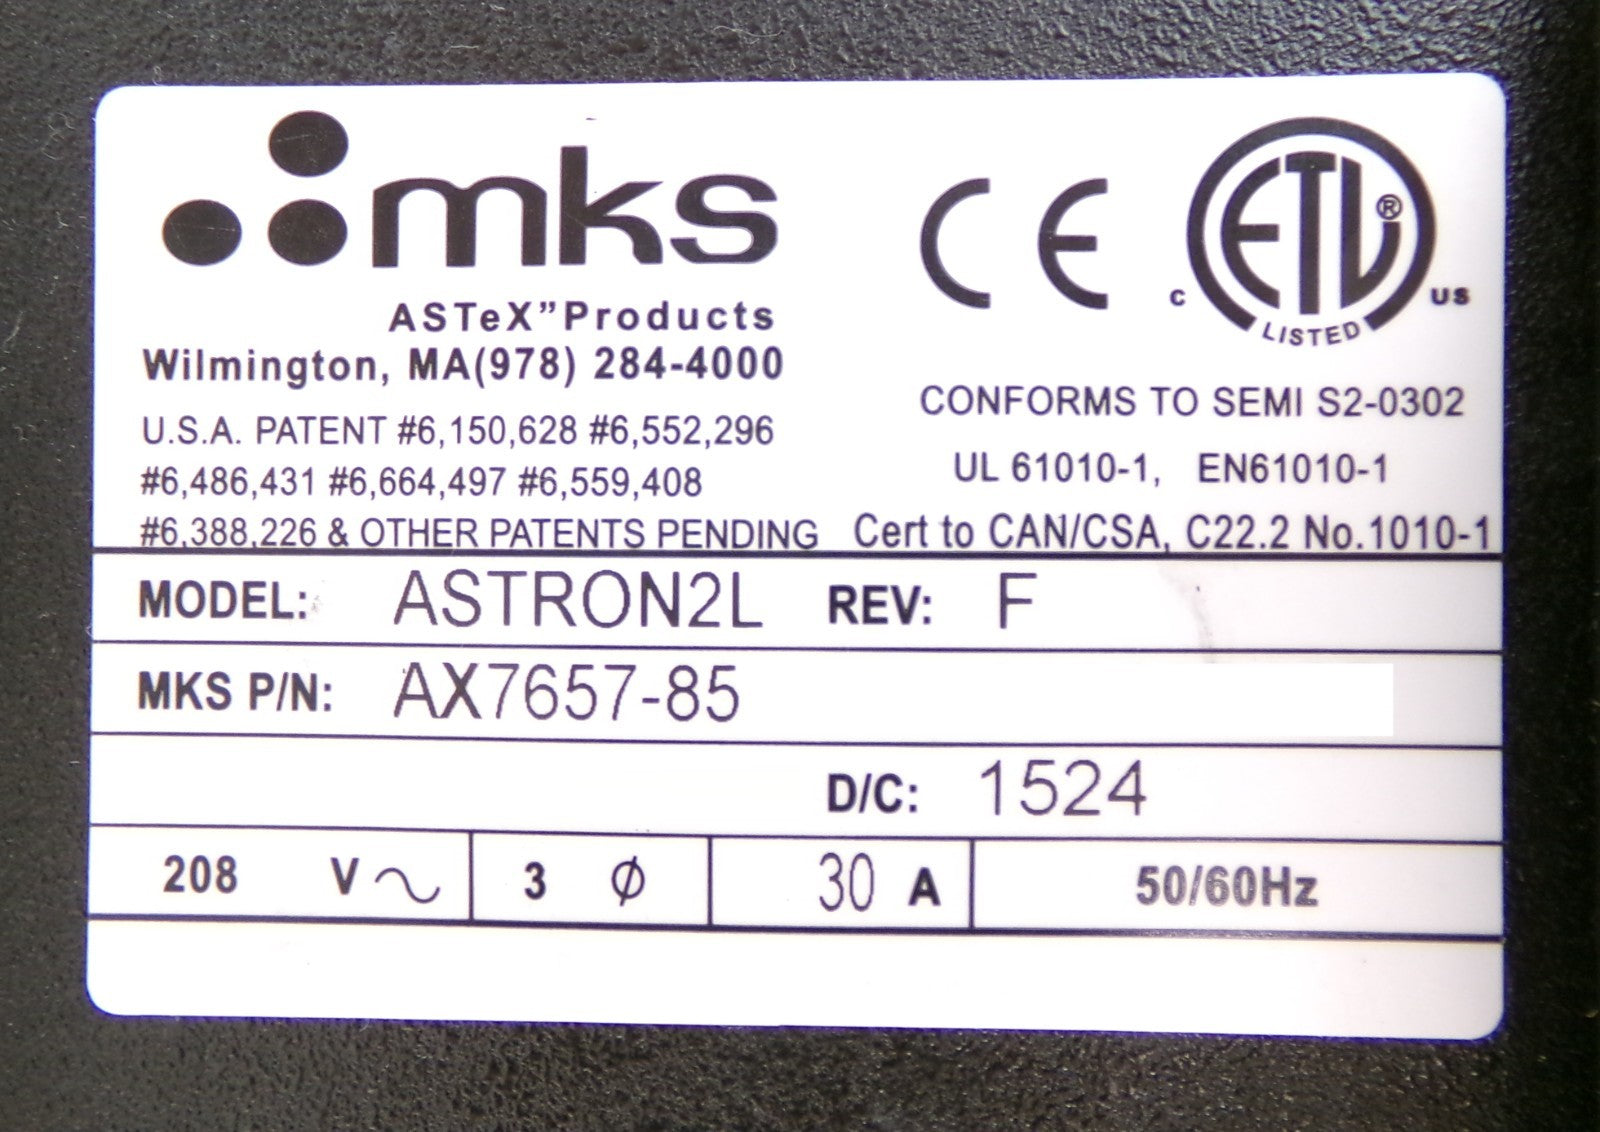 mks
ASTeX”Products
Wilmington, MA(978) 284-4000
U.S.A. PATENT #6,150,628 #6,552,296
#6,486,431 #6,664,497 #6,559,408
#6,388,226 & OTHER PATENTS PENDING
CE
C ETL® US
LISTED
CONFORMS TO SEMI S2-0302
UL 61010-1, EN61010-1
Cert to CAN/CSA, C22.2 No.1010-1
MODEL: ASTRON2L REV: F
MKS P/N: AX7657-85
D/C: 1524
208 V~ 3 Ø 30 A 50/60Hz